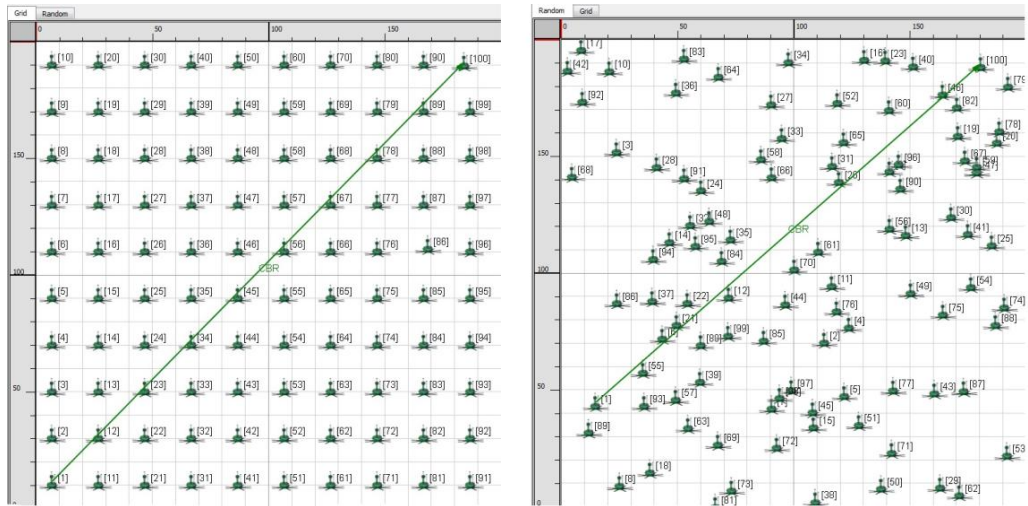 Grid Random
0 50 100 150
[10] [20] [30] [40] [50] [60] [70] [80] [90] [100]
[9] [19] [29] [39] [49] [59] [69] [79] [89] [99]
150
[8] [18] [28] [38] [48] [58] [68] [78] [88] [98]
[7] [17] [27] [37] [47] [57] [67] [77] [87] [97]
[6] [16] [26] [36] [46] [56] [66] [76] [86] [96]
CBR
100
[5] [15] [25] [35] [45] [55] [65] [75] [85] [95]
[4] [14] [24] [34] [44] [54] [64] [74] [84] [94]
50
[3] [13] [23] [33] [43] [53] [63] [73] [83] [93]
[2] [12] [22] [32] [42] [52] [62] [72] [82] [92]
[1] [11] [21] [31] [41] [51] [61] [71] [81] [91]
Random Grid
0 50 100 150
[17] [83] [34] [16] [23] [40] [100]
[42] [10] [64] [79]
[92] [36] [27] [52] [60] [46] [82]
[3] [33] [65] [19] [78] [26]
150
[68] [28] [91] [24] [58] [66] [31] [20] [96] [90] [67] [59] [47]
[14] [48] [35] [95] [94] [84] CBR [56] [13] [30] [41] [25]
100
[70] [61] [11] [54]
[86] [37] [22] [12] [44] [76] [49] [74]
[21] [99] [85] [2] [4] [75] [88]
[55] [39]
50
[1] [93] [57] [97] [5] [77] [43] [87]
[89] [63] [45] [15] [51]
[69] [72] [71] [53]
[18] [8] [73] [81] [38] [50] [29] [62]
0